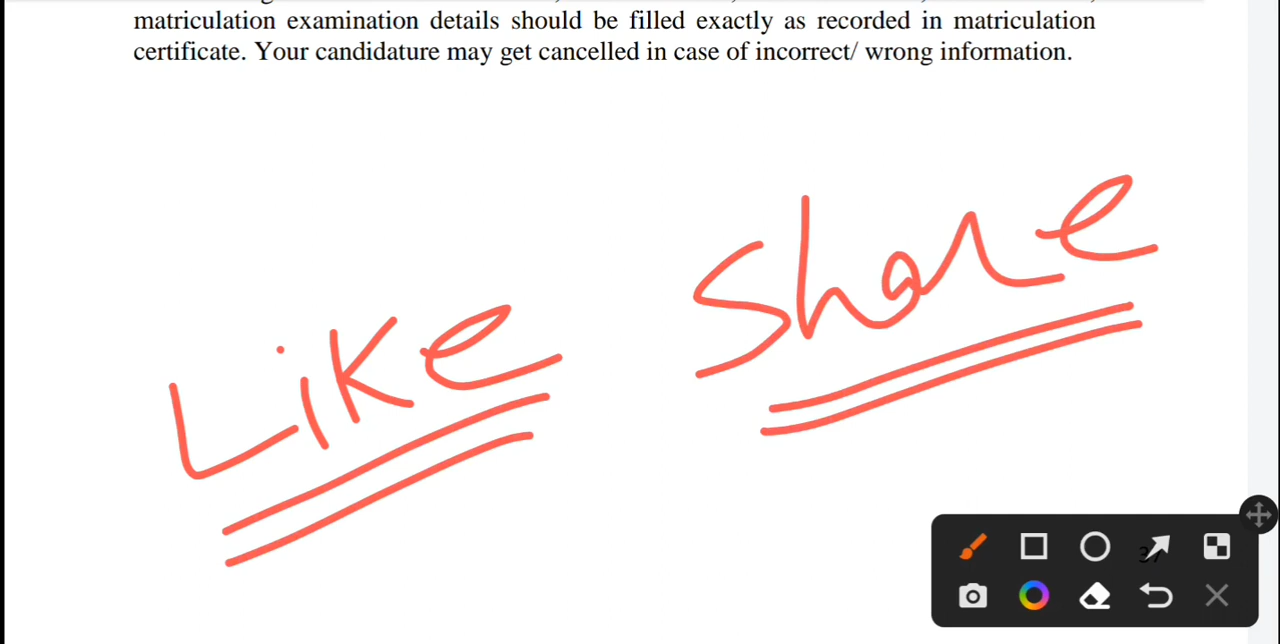 matriculation examination details should be filled exactly as recorded in matriculation
certificate. Your candidature may get cancelled in case of incorrect/ wrong information.
Share
Like
37